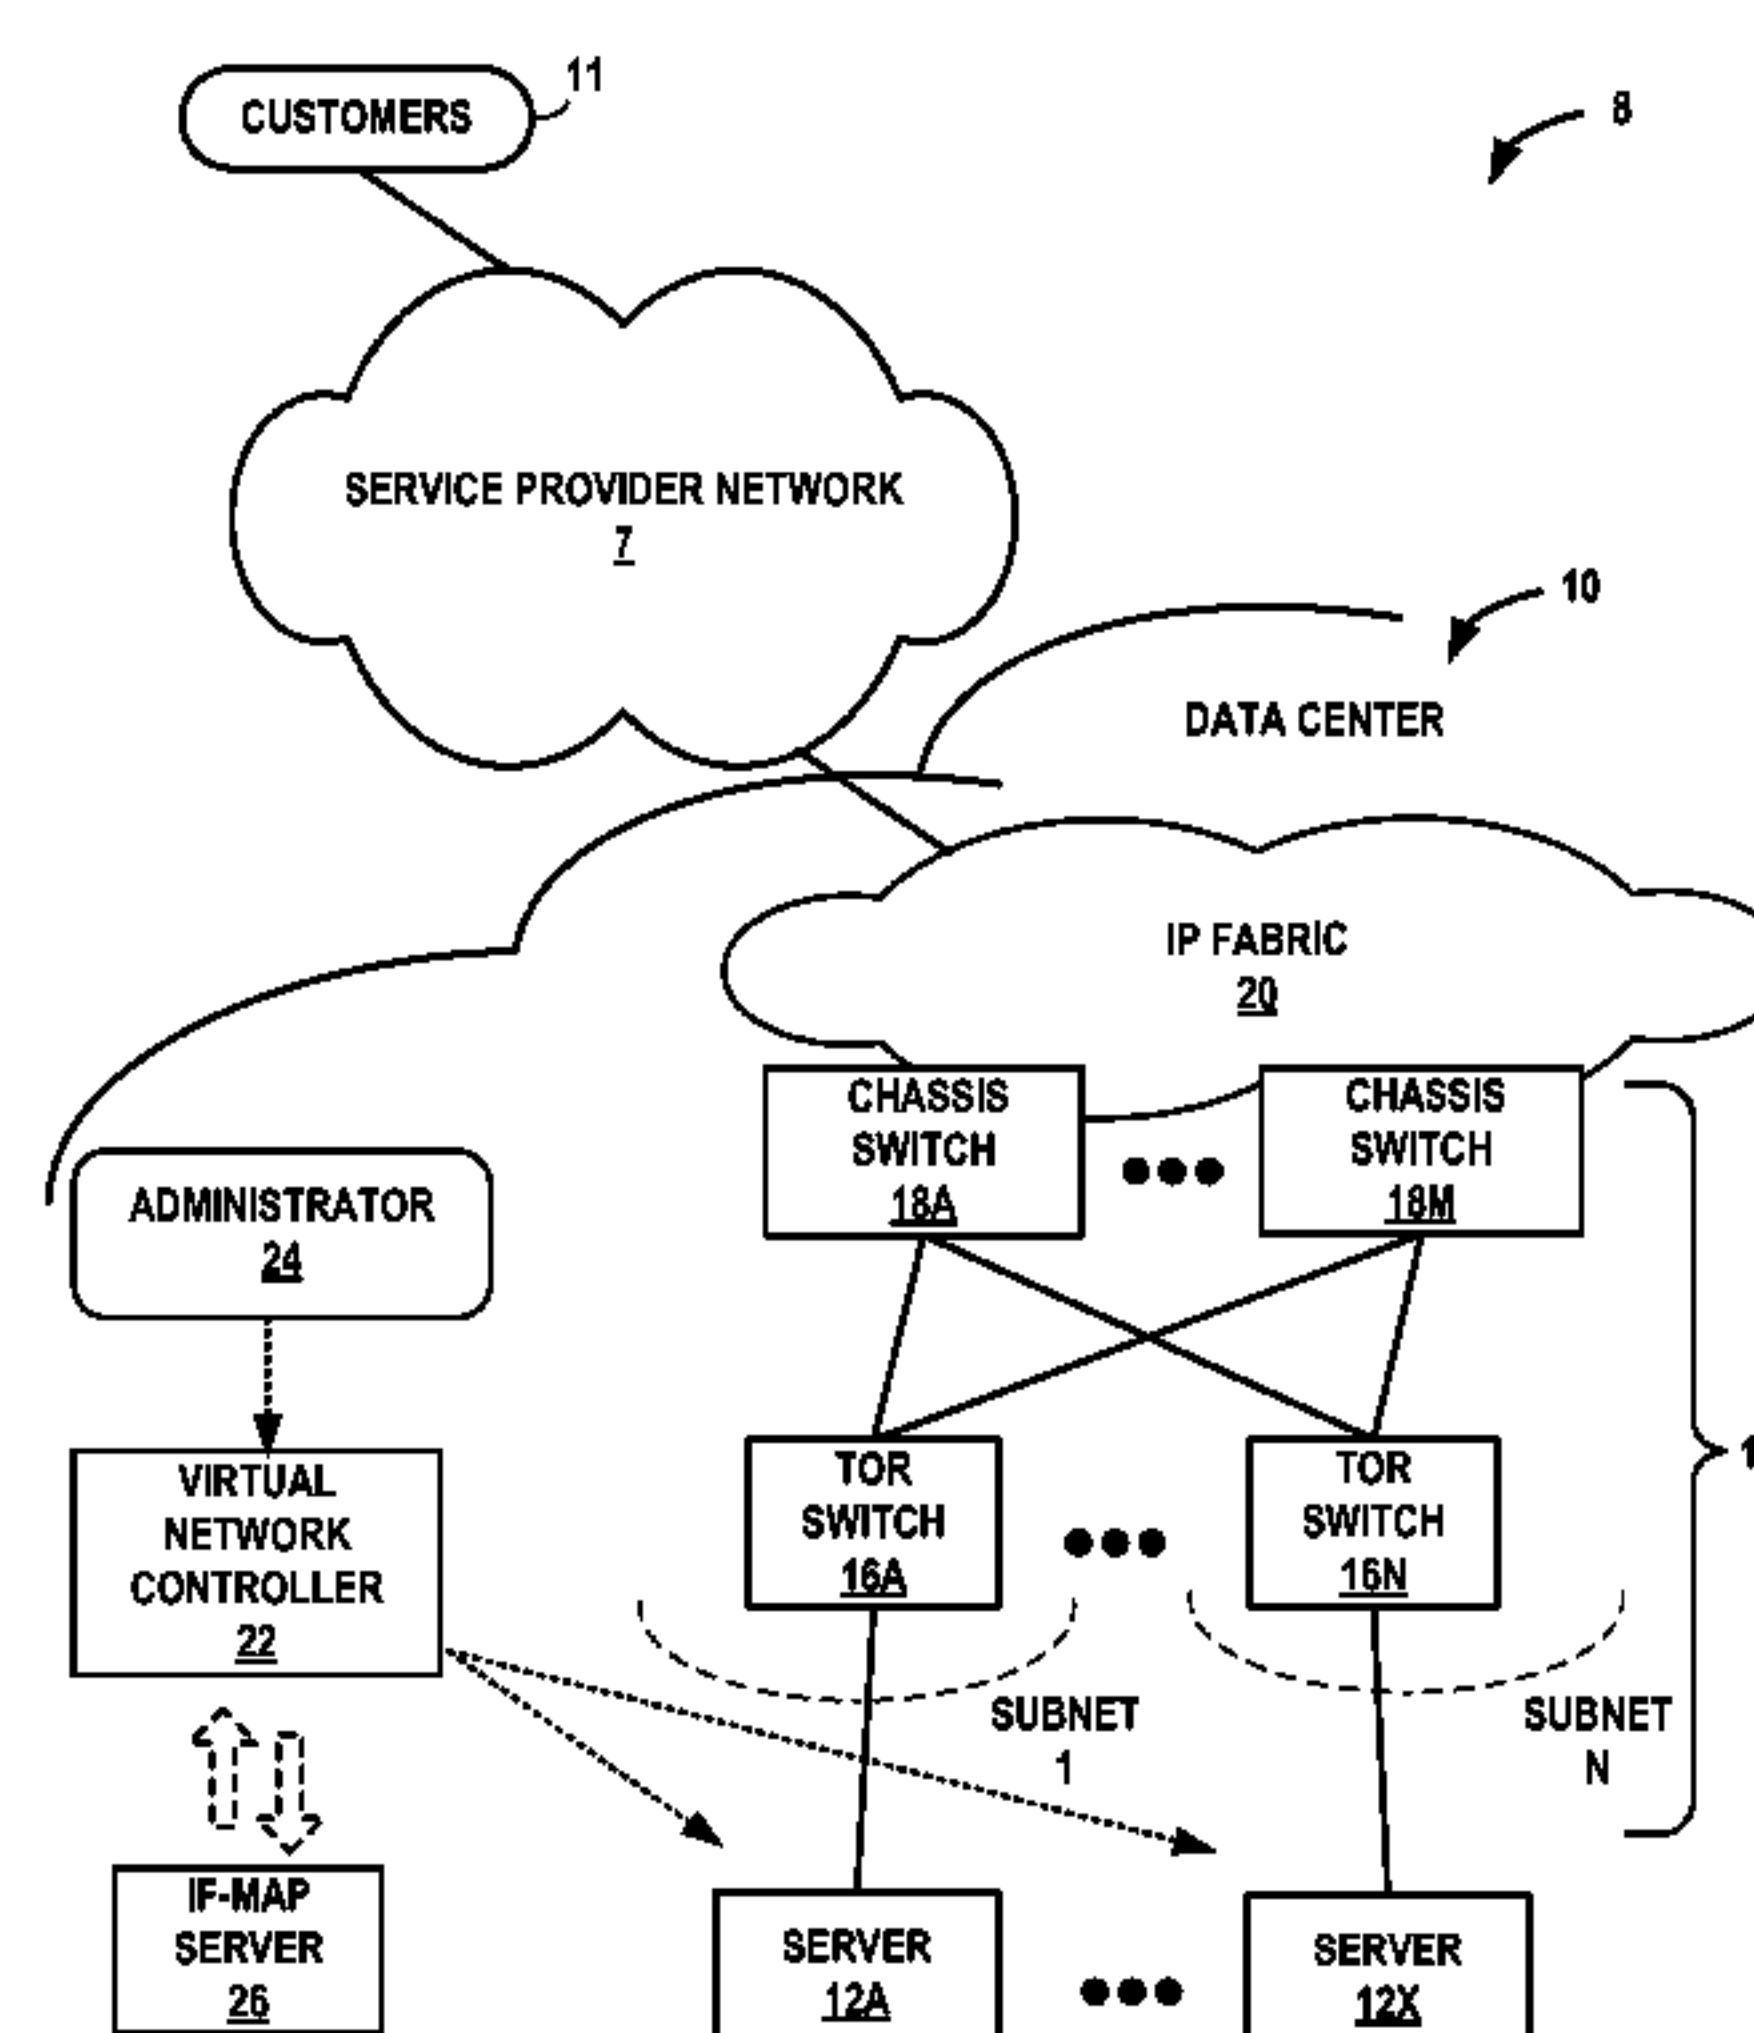 CUSTOMERS
11
8
SERVICE PROVIDER NETWORK
7
10
DATA CENTER
IP FABRIC
20
CHASSIS
SWITCH
18A
CHASSIS
SWITCH
18M
ADMINISTRATOR
24
VIRTUAL
NETWORK
CONTROLLER
22
TOR
SWITCH
16A
TOR
SWITCH
16N
SUBNET
1
SUBNET
N
IF-MAP
SERVER
26
SERVER
12A
SERVER
12X